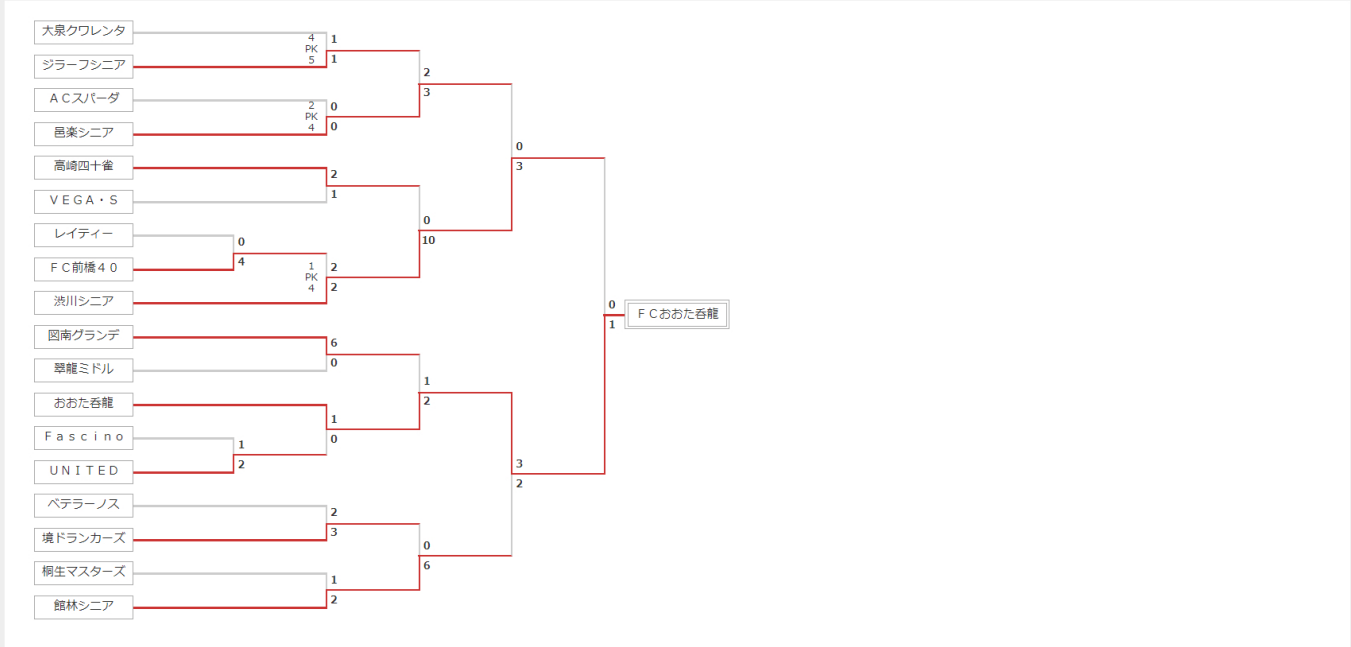 大泉クワレンタ
4
PK
5
1
1
ジラーフシニア
2
3
ＡＣスパーダ
2
PK
4
0
0
邑楽シニア
0
3
高崎四十雀
2
1
ＶＥＧＡ・Ｓ
0
10
レイティー
0
4
ＦＣ前橋４０
1
PK
4
2
2
渋川シニア
0
1
ＦＣおおた呑龍
図南グランデ
6
0
翠龍ミドル
1
2
おおた呑龍
1
0
Ｆａｓｃｉｎｏ
1
2
ＵＮＩＴＥＤ
3
2
ベテラーノス
2
3
境ドランカーズ
0
6
桐生マスターズ
1
2
館林シニア